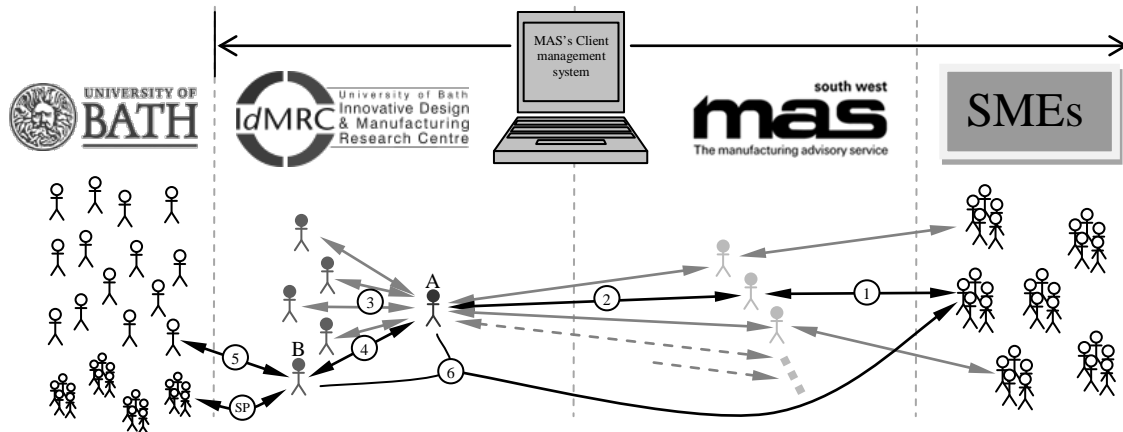 MAS's Client
management
system
UNIVERSITY OF
BATH
IdMRC
University of Bath
Innovative Design
& Manufacturing
Research Centre
south west
mas
The manufacturing advisory service
SMEs
A
3
2
1
B
4
5
6
SP